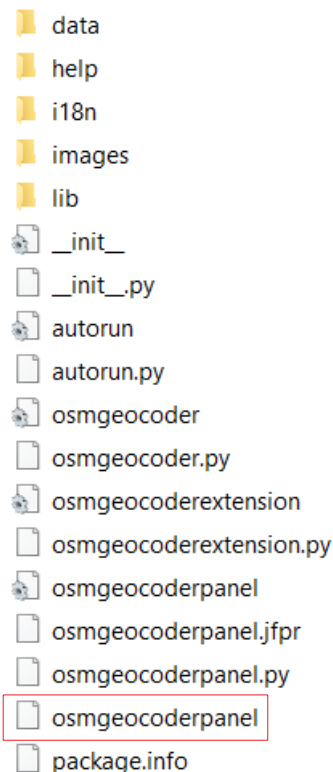 data
help
i18n
images
lib
__init__
__init__.py
autorun
autorun.py
osmgeocoder
osmgeocoder.py
osmgeocoderextension
osmgeocoderextension.py
osmgeocoderpanel
osmgeocoderpanel.jfpr
osmgeocoderpanel.py
osmgeocoderpanel
package.info